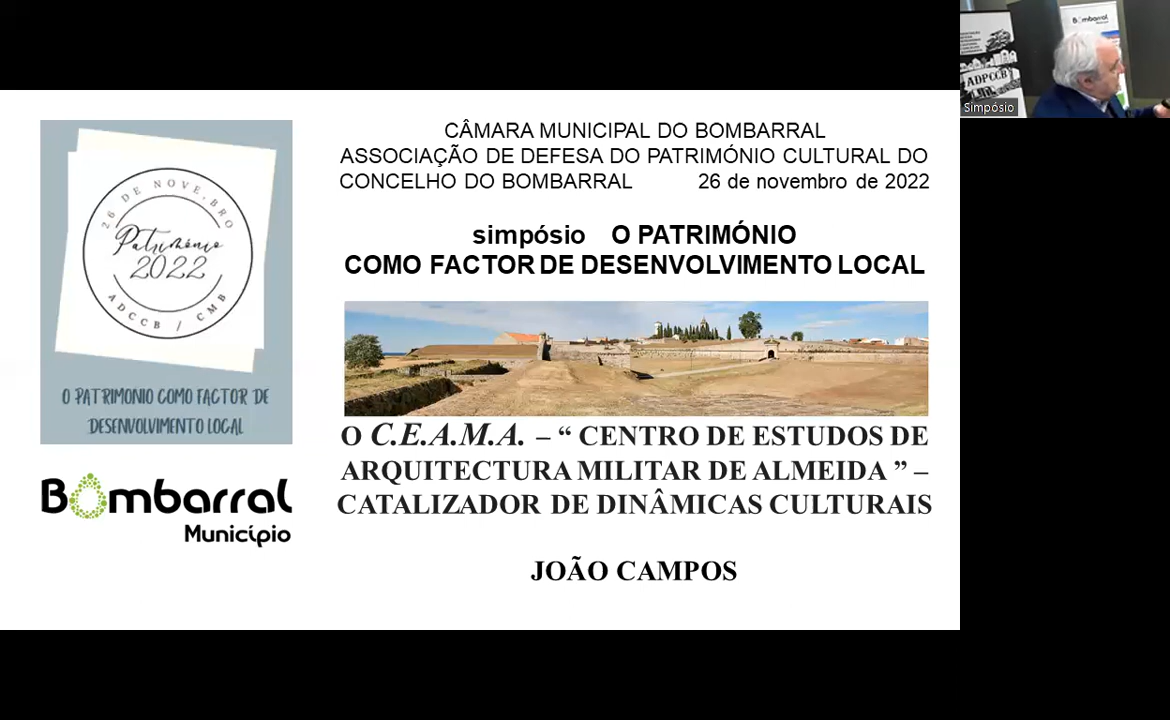 CÂMARA MUNICIPAL DO BOMBARRAL
ASSOCIAÇÃO DE DEFESA DO PATRIMÓNIO CULTURAL DO
CONCELHO DO BOMBARRAL 26 de novembro de 2022
simpósio O PATRIMÓNIO
COMO FACTOR DE DESENVOLVIMENTO LOCAL
O C.E.A.M.A. – “ CENTRO DE ESTUDOS DE
ARQUITECTURA MILITAR DE ALMEIDA ” –
CATALIZADOR DE DINÂMICAS CULTURAIS
JOÃO CAMPOS
26 DE NOVE,BRO
Património
2022
ADCCB / CMB
O PATRIMONIO COMO FACTOR DE
DESENVOLVIMENTO LOCAL
Bombarral
Município
Bombarral
ADPCCB
Simpósio